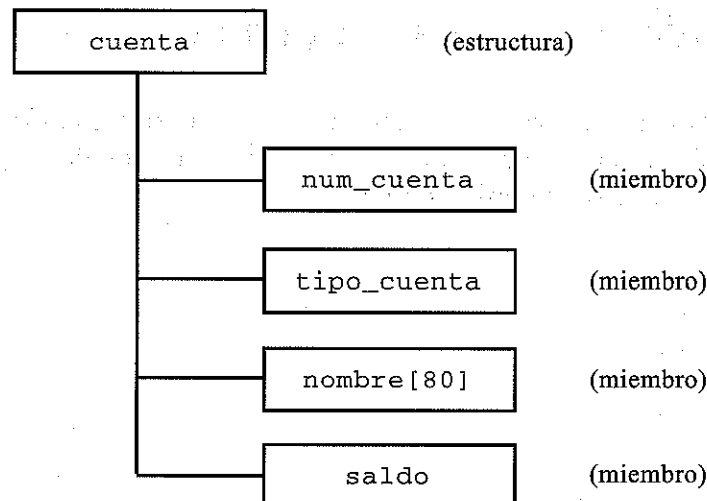 cuenta (estructura)
num_cuenta (miembro)
tipo_cuenta (miembro)
nombre[80] (miembro)
saldo (miembro)